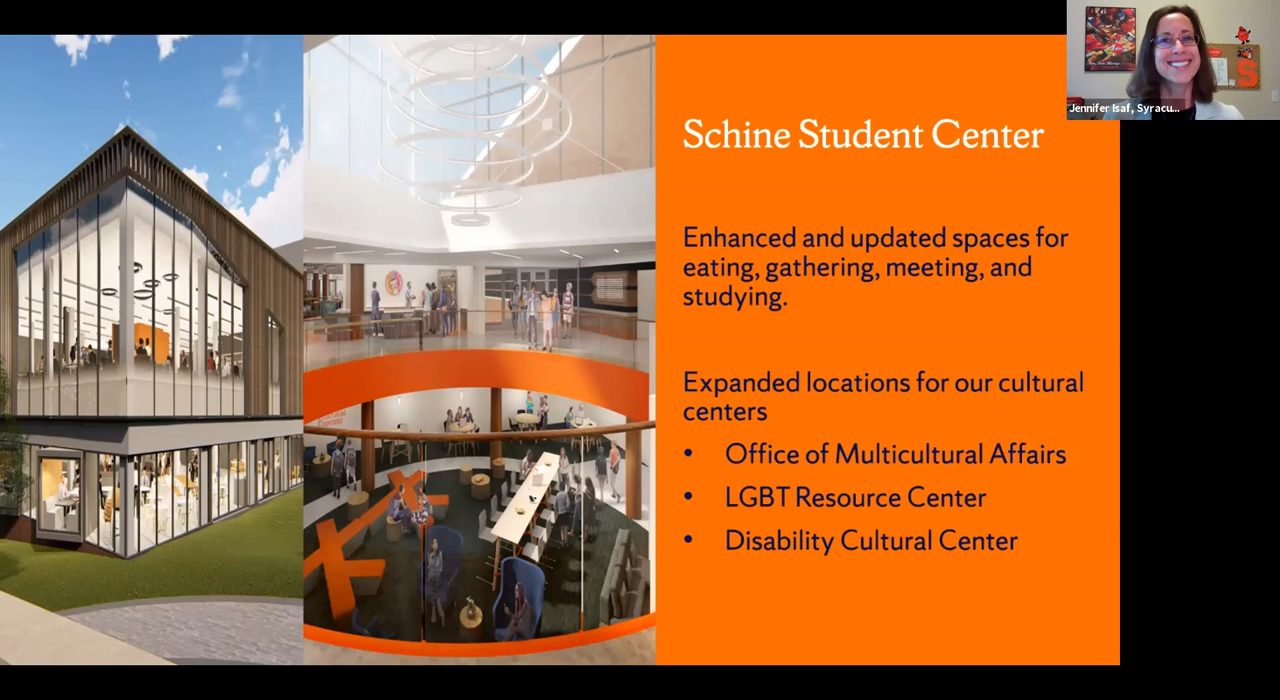 Jennifer Isaf, Syracu...
Schine Student Center
Enhanced and updated spaces for
eating, gathering, meeting, and
studying.
Expanded locations for our cultural
centers
• Office of Multicultural Affairs
• LGBT Resource Center
• Disability Cultural Center